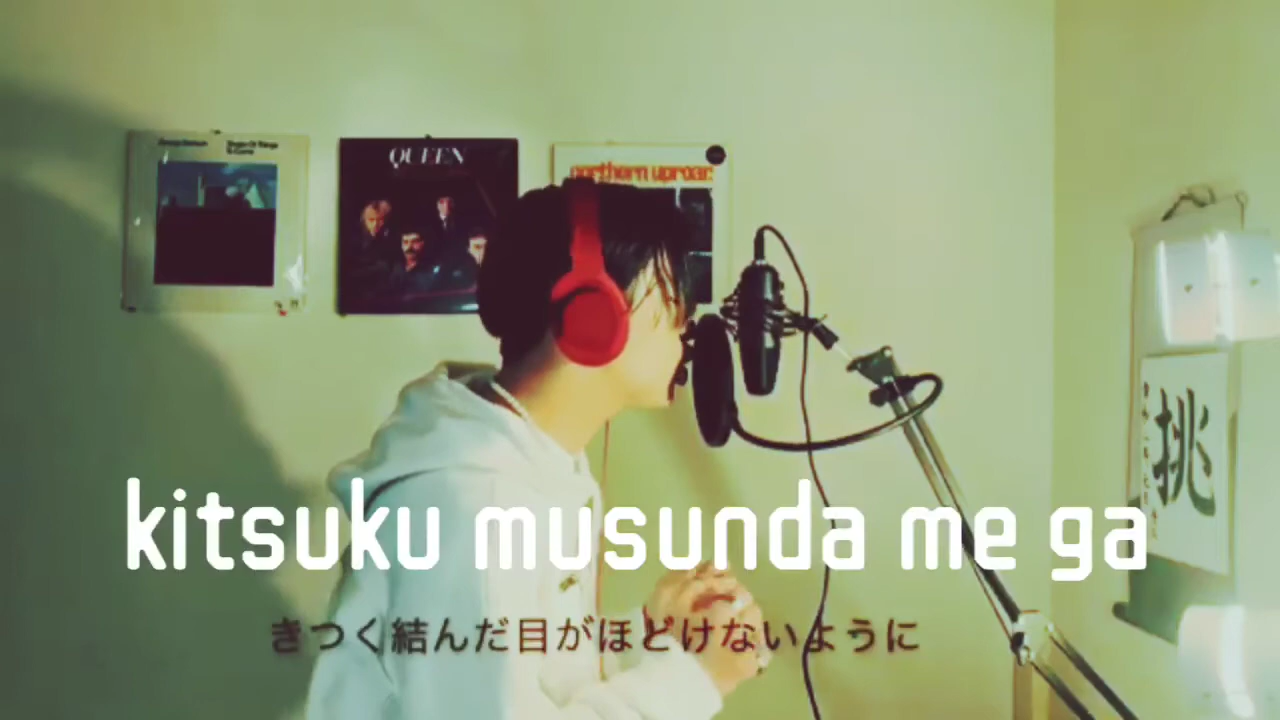 QUEEN
northern uproar
挑
kitsuku musunda me ga
きつく結んだ目がほどけないように